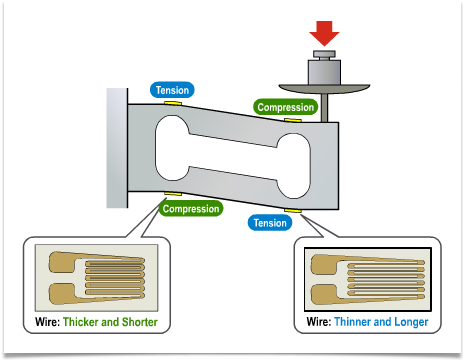 Tension
Compression
Compression
Tension
Wire: Thicker and Shorter
Wire: Thinner and Longer